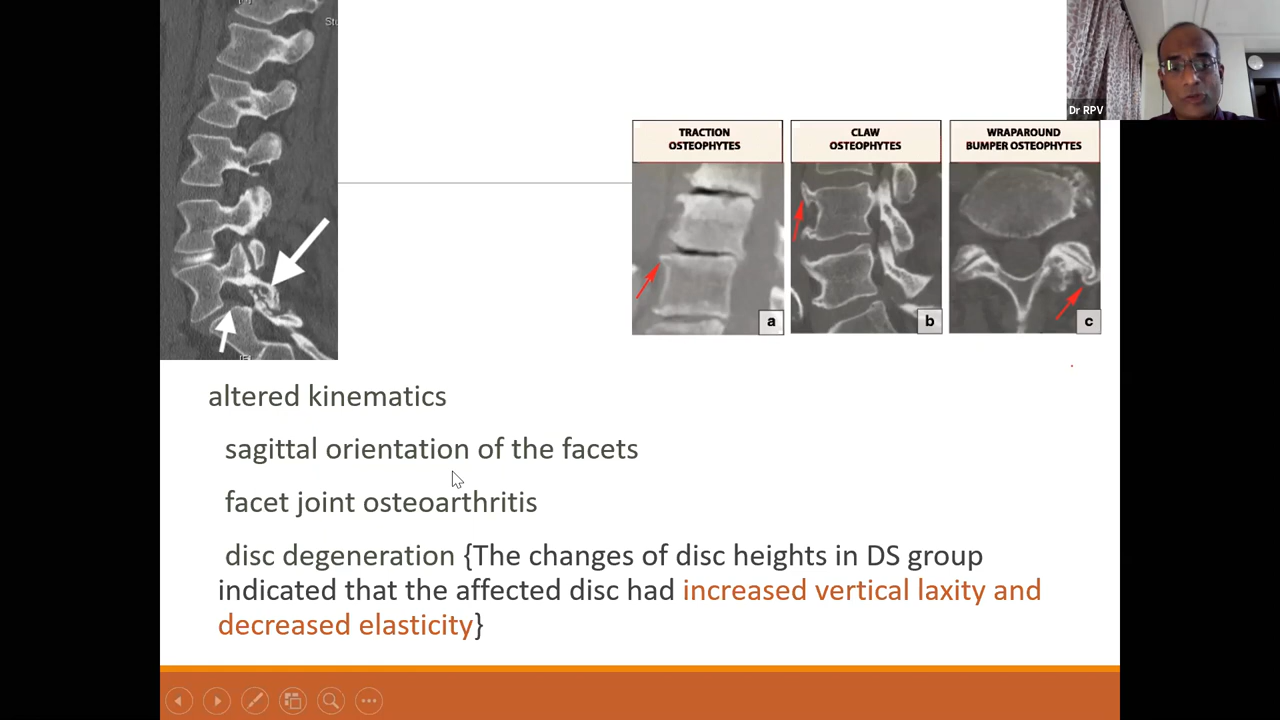 Stu
Dr RPV
TRACTION
OSTEOPHYTES
CLAW
OSTEOPHYTES
WRAPAROUND
BUMPER OSTEOPHYTES
a
b
c
altered kinematics
sagittal orientation of the facets
facet joint osteoarthritis
disc degeneration {The changes of disc heights in DS group
indicated that the affected disc had increased vertical laxity and
decreased elasticity}